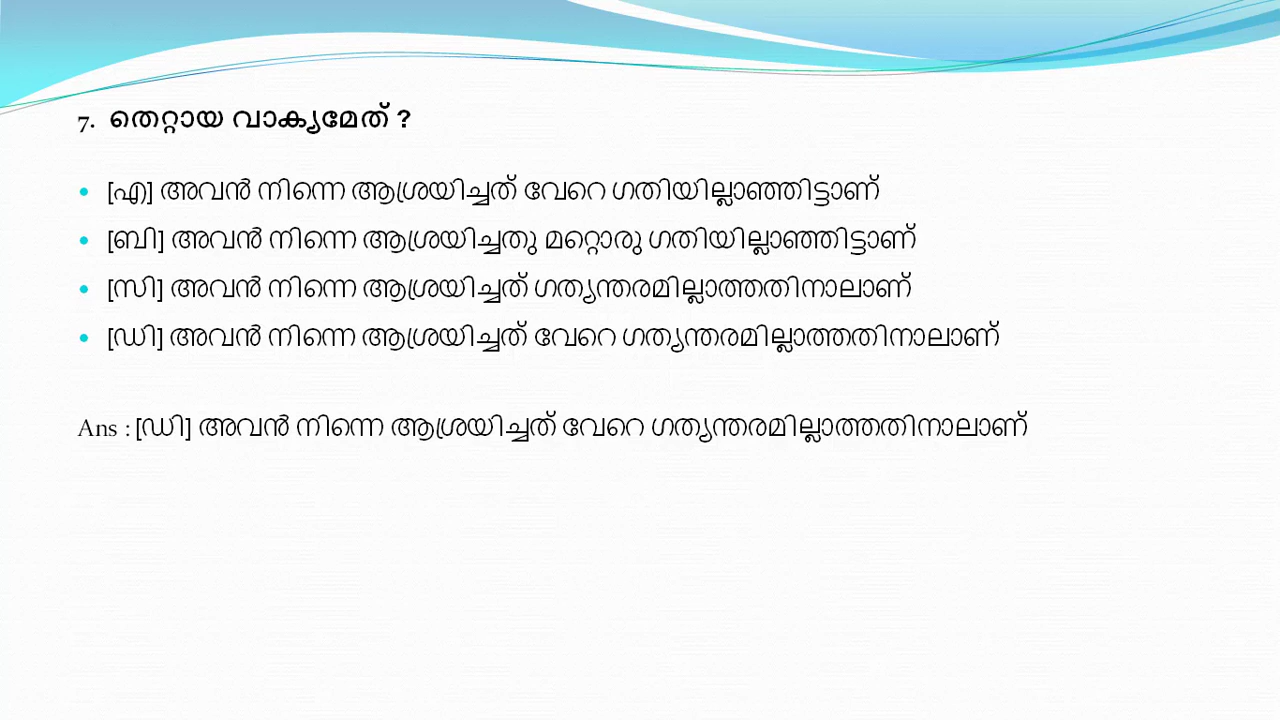 7. തെറ്റായ വാക്യമേത് ?
• [എ] അവൻ നിന്നെ ആശ്രയിച്ചത് വേറെ ഗതിയില്ലാഞ്ഞിട്ടാണ്
• [ബി] അവൻ നിന്നെ ആശ്രയിച്ചതു മറ്റൊരു ഗതിയില്ലാഞ്ഞിട്ടാണ്
• [സി] അവൻ നിന്നെ ആശ്രയിച്ചത് ഗത്യന്തരമില്ലാത്തതിനാലാണ്
• [ഡി] അവൻ നിന്നെ ആശ്രയിച്ചത് വേറെ ഗത്യന്തരമില്ലാത്തതിനാലാണ്
Ans : [ഡി] അവൻ നിന്നെ ആശ്രയിച്ചത് വേറെ ഗത്യന്തരമില്ലാത്തതിനാലാണ്